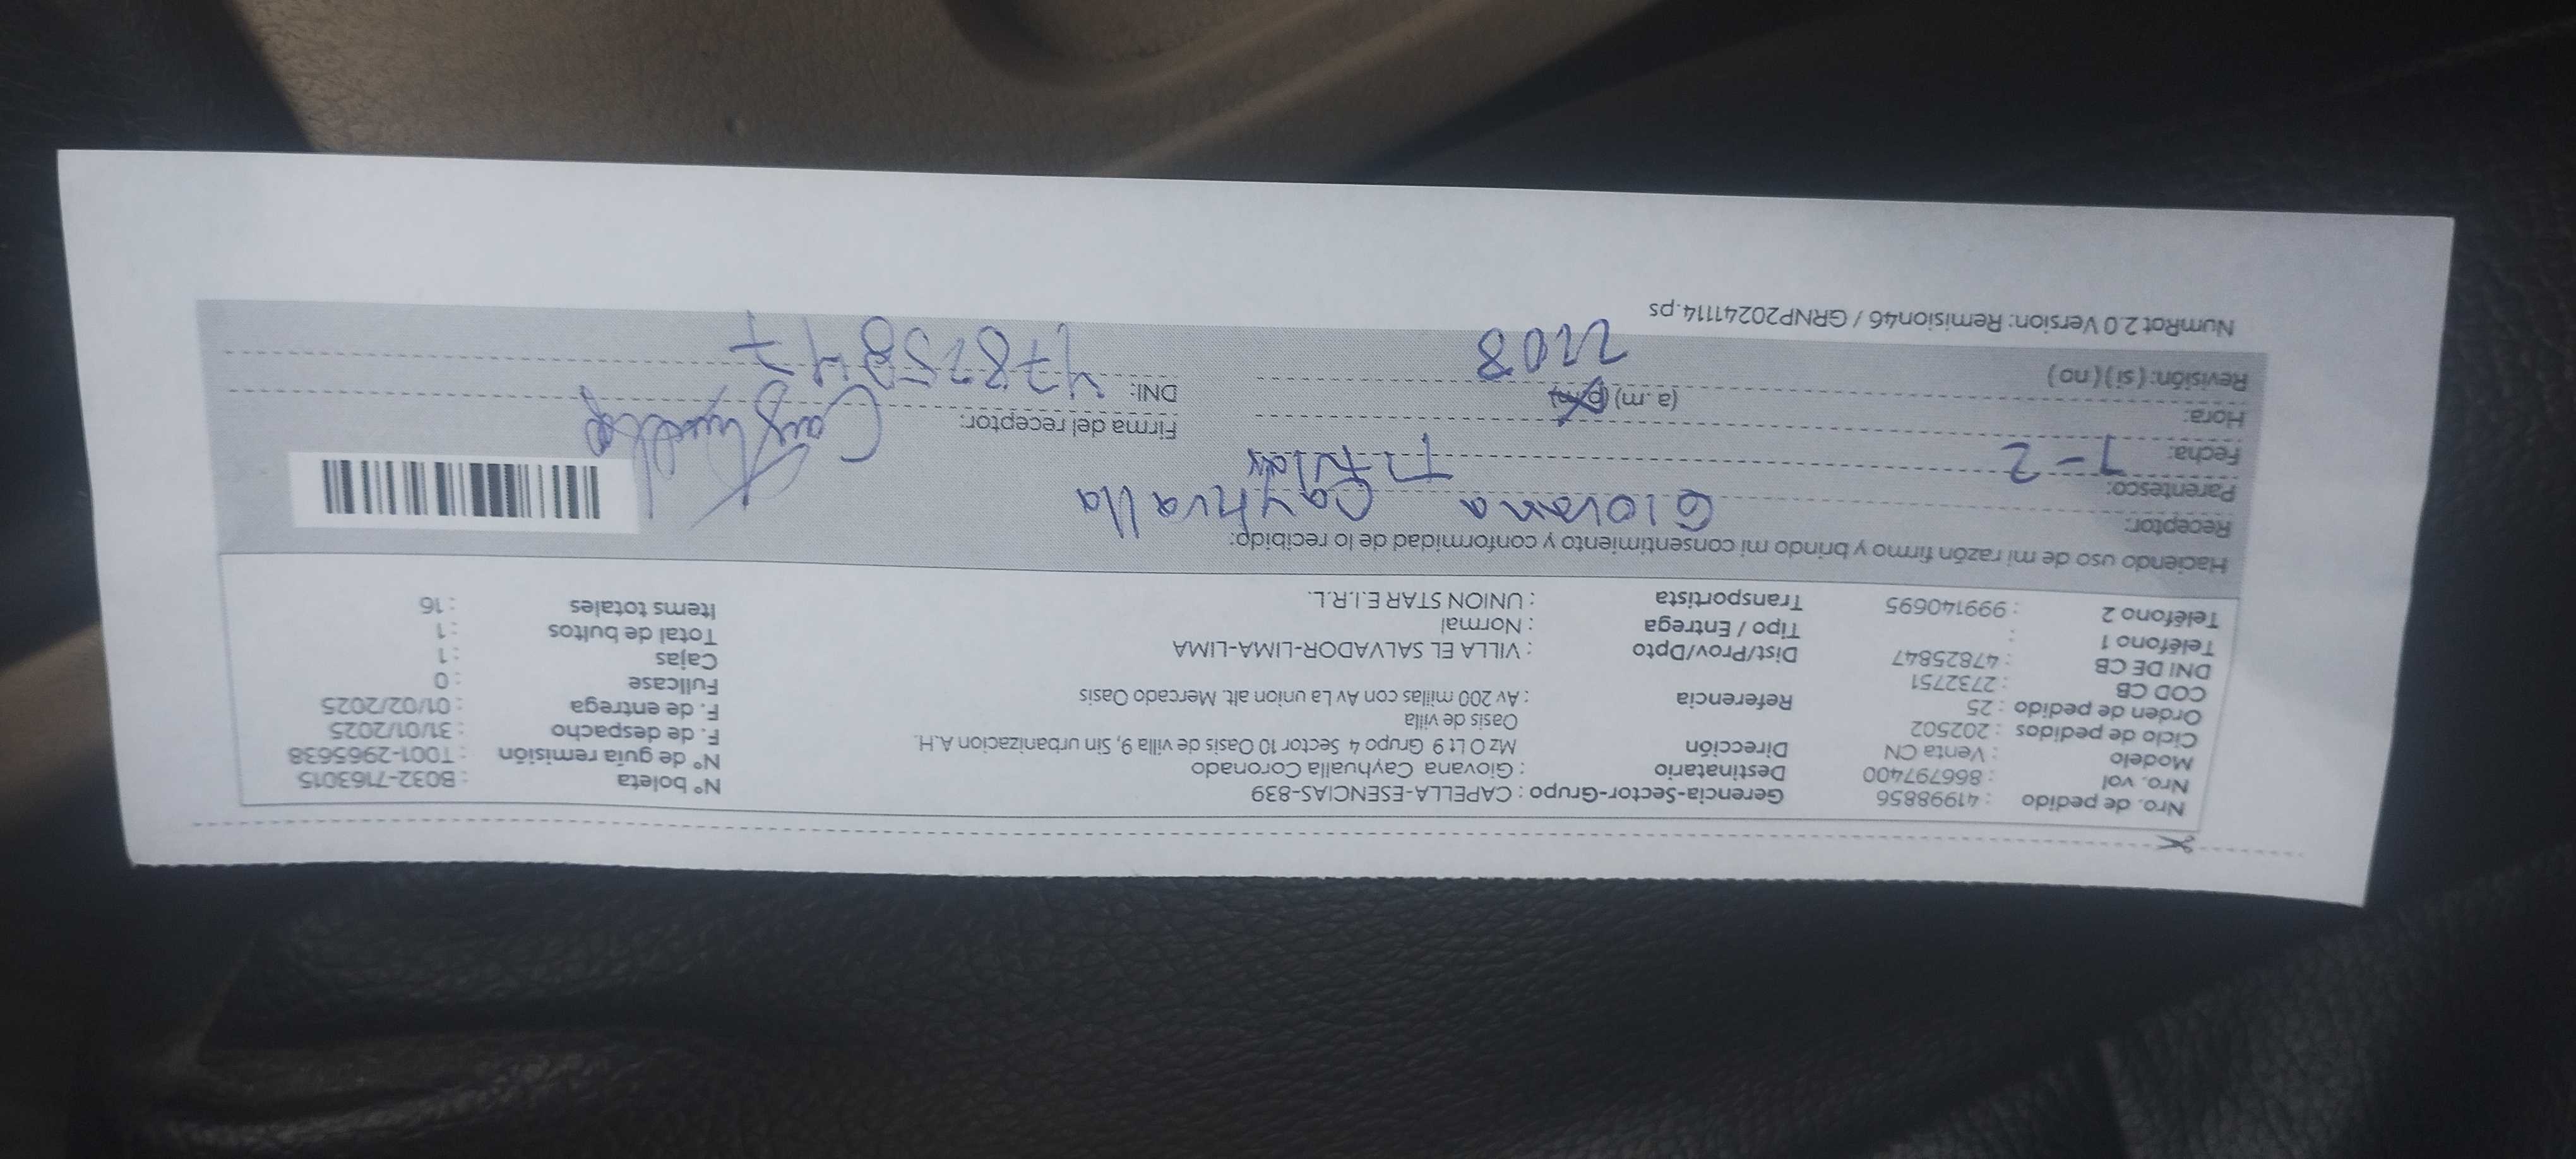 Nro. de pedido : 41998856 Gerencia-Sector-Grupo : CAPELLA-ESENCIAS-839 N° boleta : B032-7163015
Nro. vol : 866797400 Destinatario : Giovana Cayhualla Coronado N° de guía remisión : T001-2965638
Modelo : Venta CN Dirección Mz O Lt 9 Grupo 4 Sector 10 Oasis de villa 9, Sin urbanizacion A.H. F. de despacho : 31/01/2025
Ciclo de pedidos : 202502 Oasis de villa F. de entrega : 01/02/2025
Orden de pedido : 25 Referencia : Av 200 millas con Av La union alt. Mercado Oasis Fullcase : 0
COD CB : 2732751 Cajas : 1
DNI DE CB : 47825847 Dist/Prov/Dpto : VILLA EL SALVADOR-LIMA-LIMA Total de bultos : 1
Teléfono 1 : Tipo / Entrega : Normal Items totales : 16
Teléfono 2 : 999140695 Transportista : UNION STAR E.I.R.L.
Haciendo uso de mi razón firmo y brindo mi consentimiento y conformidad de lo recibido:
Receptor: Giovana Cayhualla
Parentesco: Titular
Fecha: 1-2 Firma del receptor: Cayhualla
Hora: (a. m) (p. m) DNI: 47825847
Revisión: ( si ) ( no ) 2208
NumRot 2.0 Version: Remision46 / GRNP20241114.ps